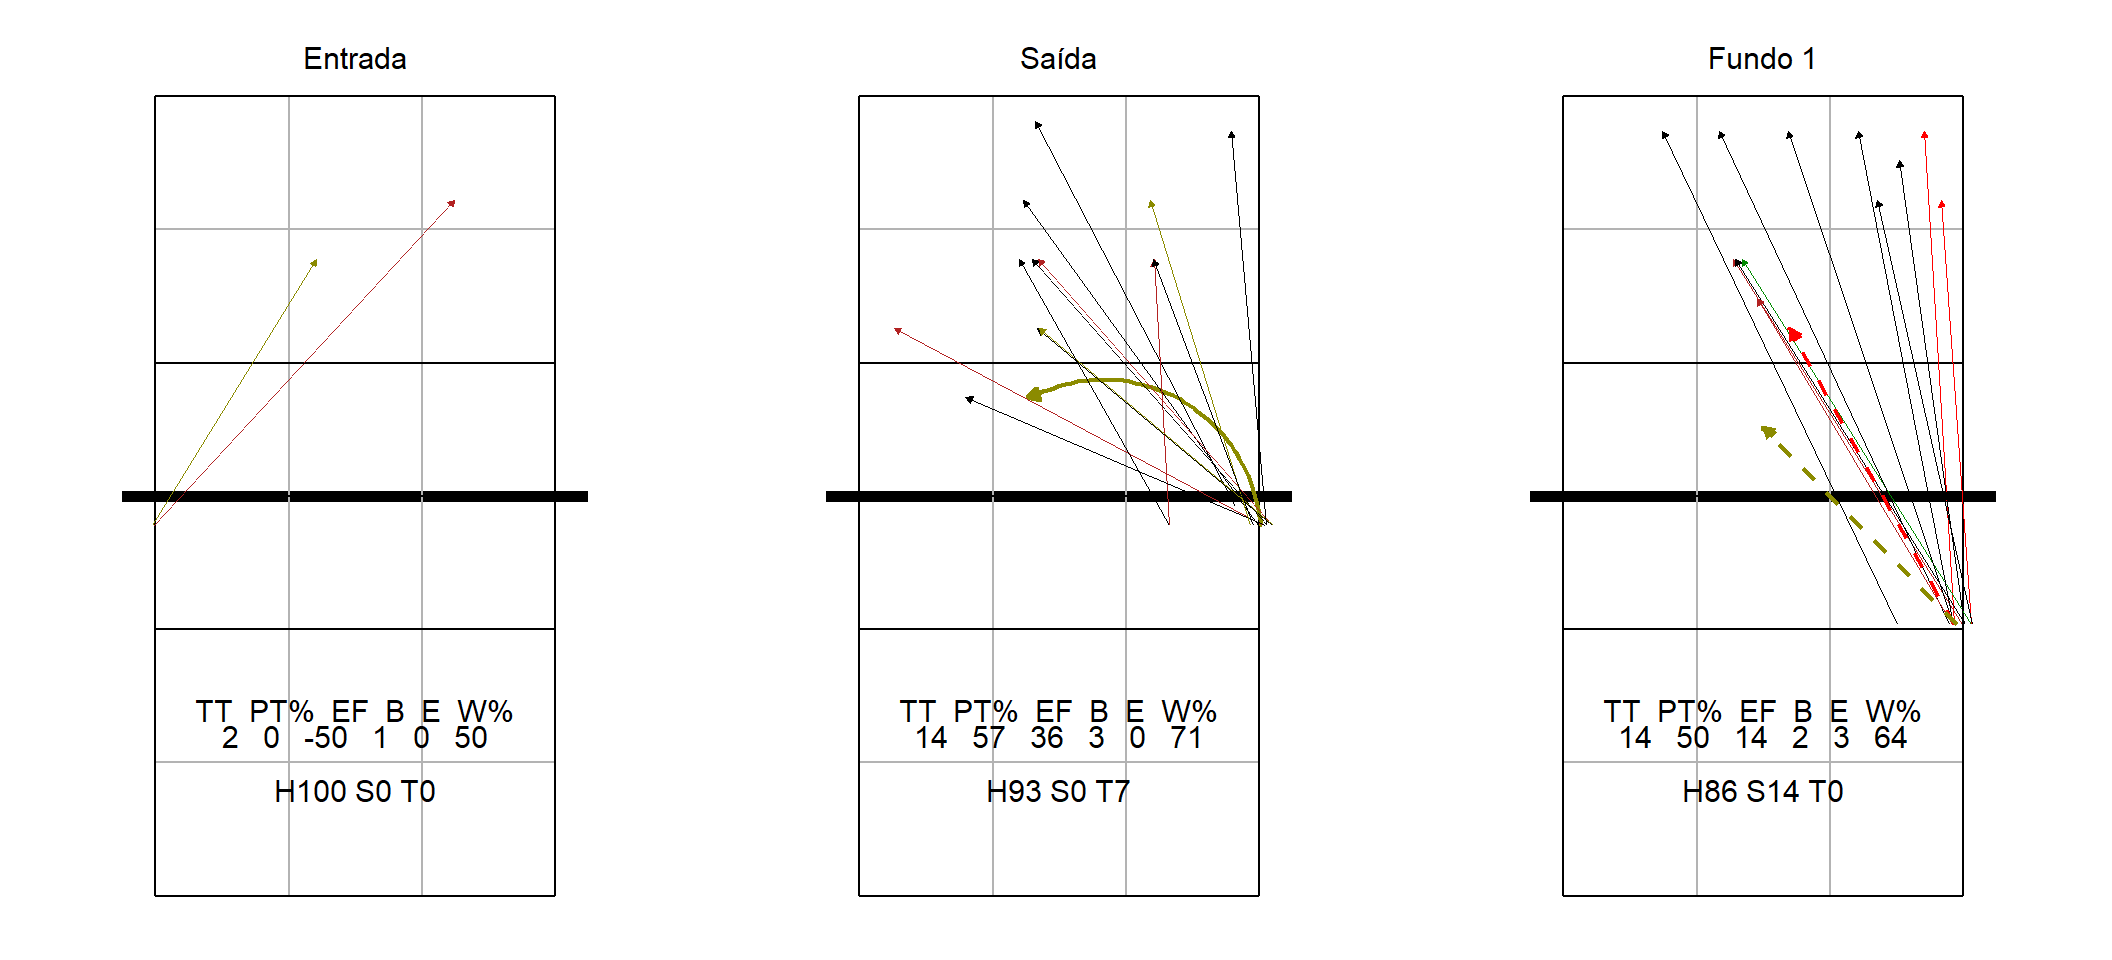 Entrada
TT PT% EF B E W%
2 0 -50 1 0 50
H100 S0 T0
Saída
TT PT% EF B E W%
14 57 36 3 0 71
H93 S0 T7
Fundo 1
TT PT% EF B E W%
14 50 14 2 3 64
H86 S14 T0